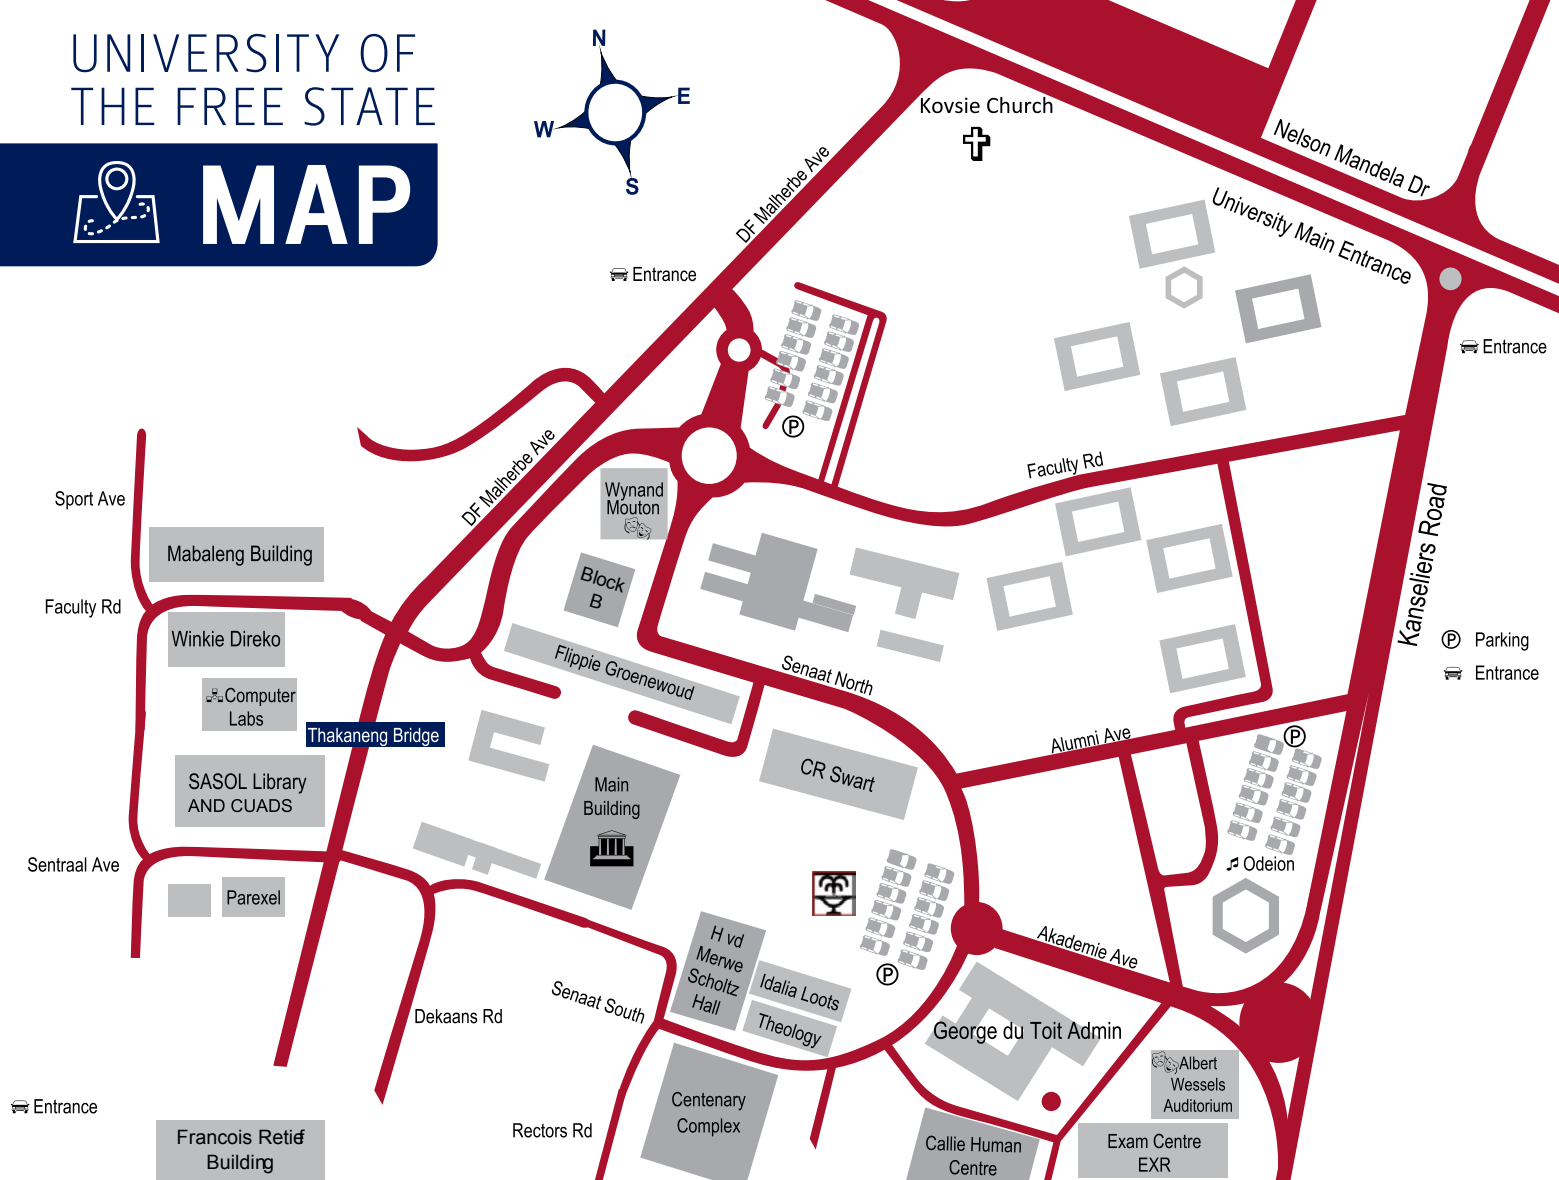 UNIVERSITY OF
THE FREE STATE
MAP
N
E
W
S
Kovsie Church
Nelson Mandela Dr
University Main Entrance
DF Malherbe Ave
Entrance
Entrance
P
Faculty Rd
DF Malherbe Ave
Sport Ave
Wynand
Mouton
Kanseliers Road
Mabaleng Building
Block
B
Faculty Rd
Winkie Direko
P Parking
Entrance
Flippie Groenewoud
Senaat North
Computer
Labs
Thakaneng Bridge
Alumni Ave
P
SASOL Library
AND CUADS
Main
Building
CR Swart
Sentraal Ave
Odeion
Parexel
H vd
Merwe
Scholtz
Hall
Akademie Ave
P
Idalia Loots
Senaat South
Dekaans Rd
Theology
George du Toit Admin
Albert
Wessels
Auditorium
Entrance
Centenary
Complex
Rectors Rd
Francois Retief
Building
Callie Human
Centre
Exam Centre
EXR